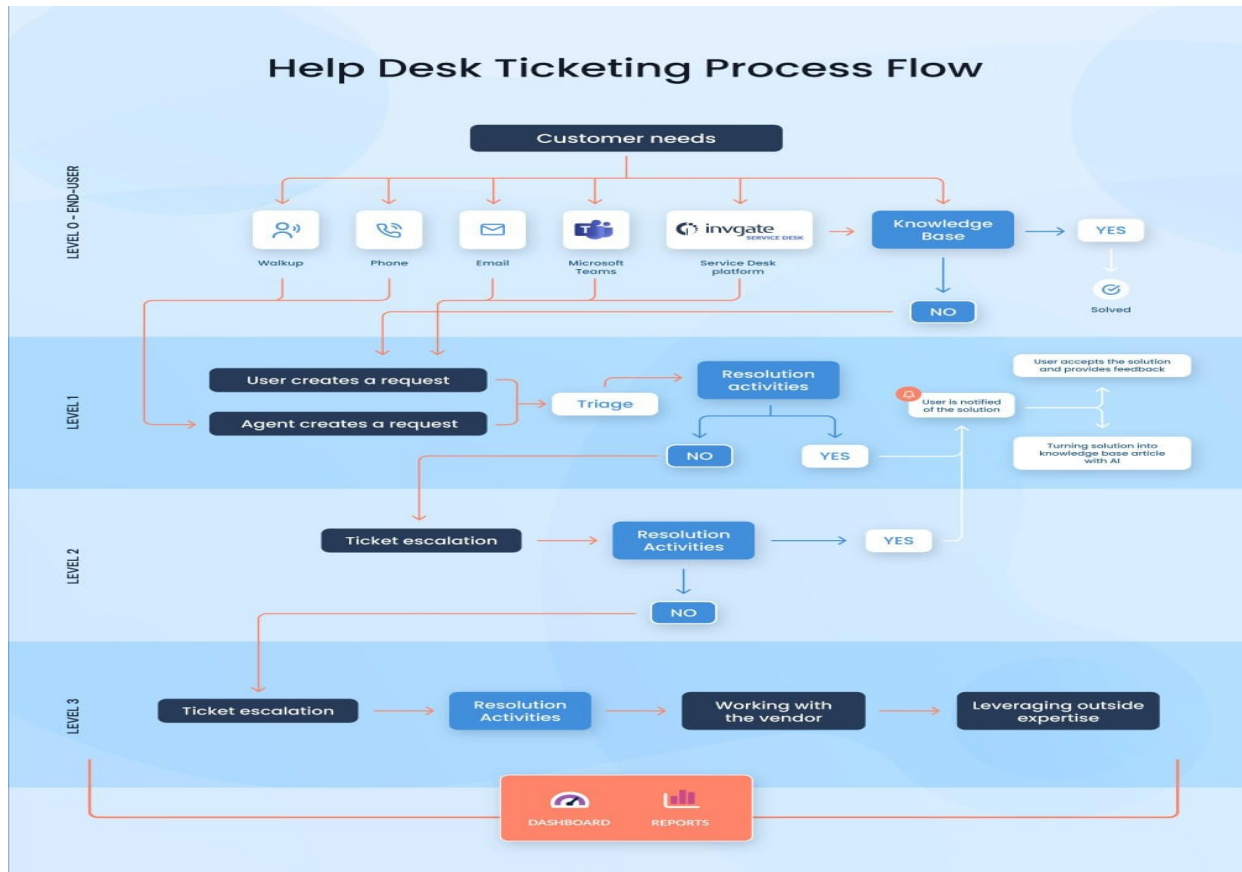 Help Desk Ticketing Process Flow
LEVEL 0 - END-USER
Customer needs
Walkup
Phone
Email
Microsoft
Teams
invgate
SERVICE DESK
Service Desk
platform
Knowledge
Base
YES
Solved
NO
LEVEL 1
User creates a request
Agent creates a request
Triage
Resolution
activities
NO
YES
User is notified
of the solution
User accepts the solution
and provides feedback
Turning solution into
knowledge base article
with AI
LEVEL 2
Ticket escalation
Resolution
Activities
YES
NO
LEVEL 3
Ticket escalation
Resolution
Activities
Working with
the vendor
Leveraging outside
expertise
DASHBOARD
REPORTS